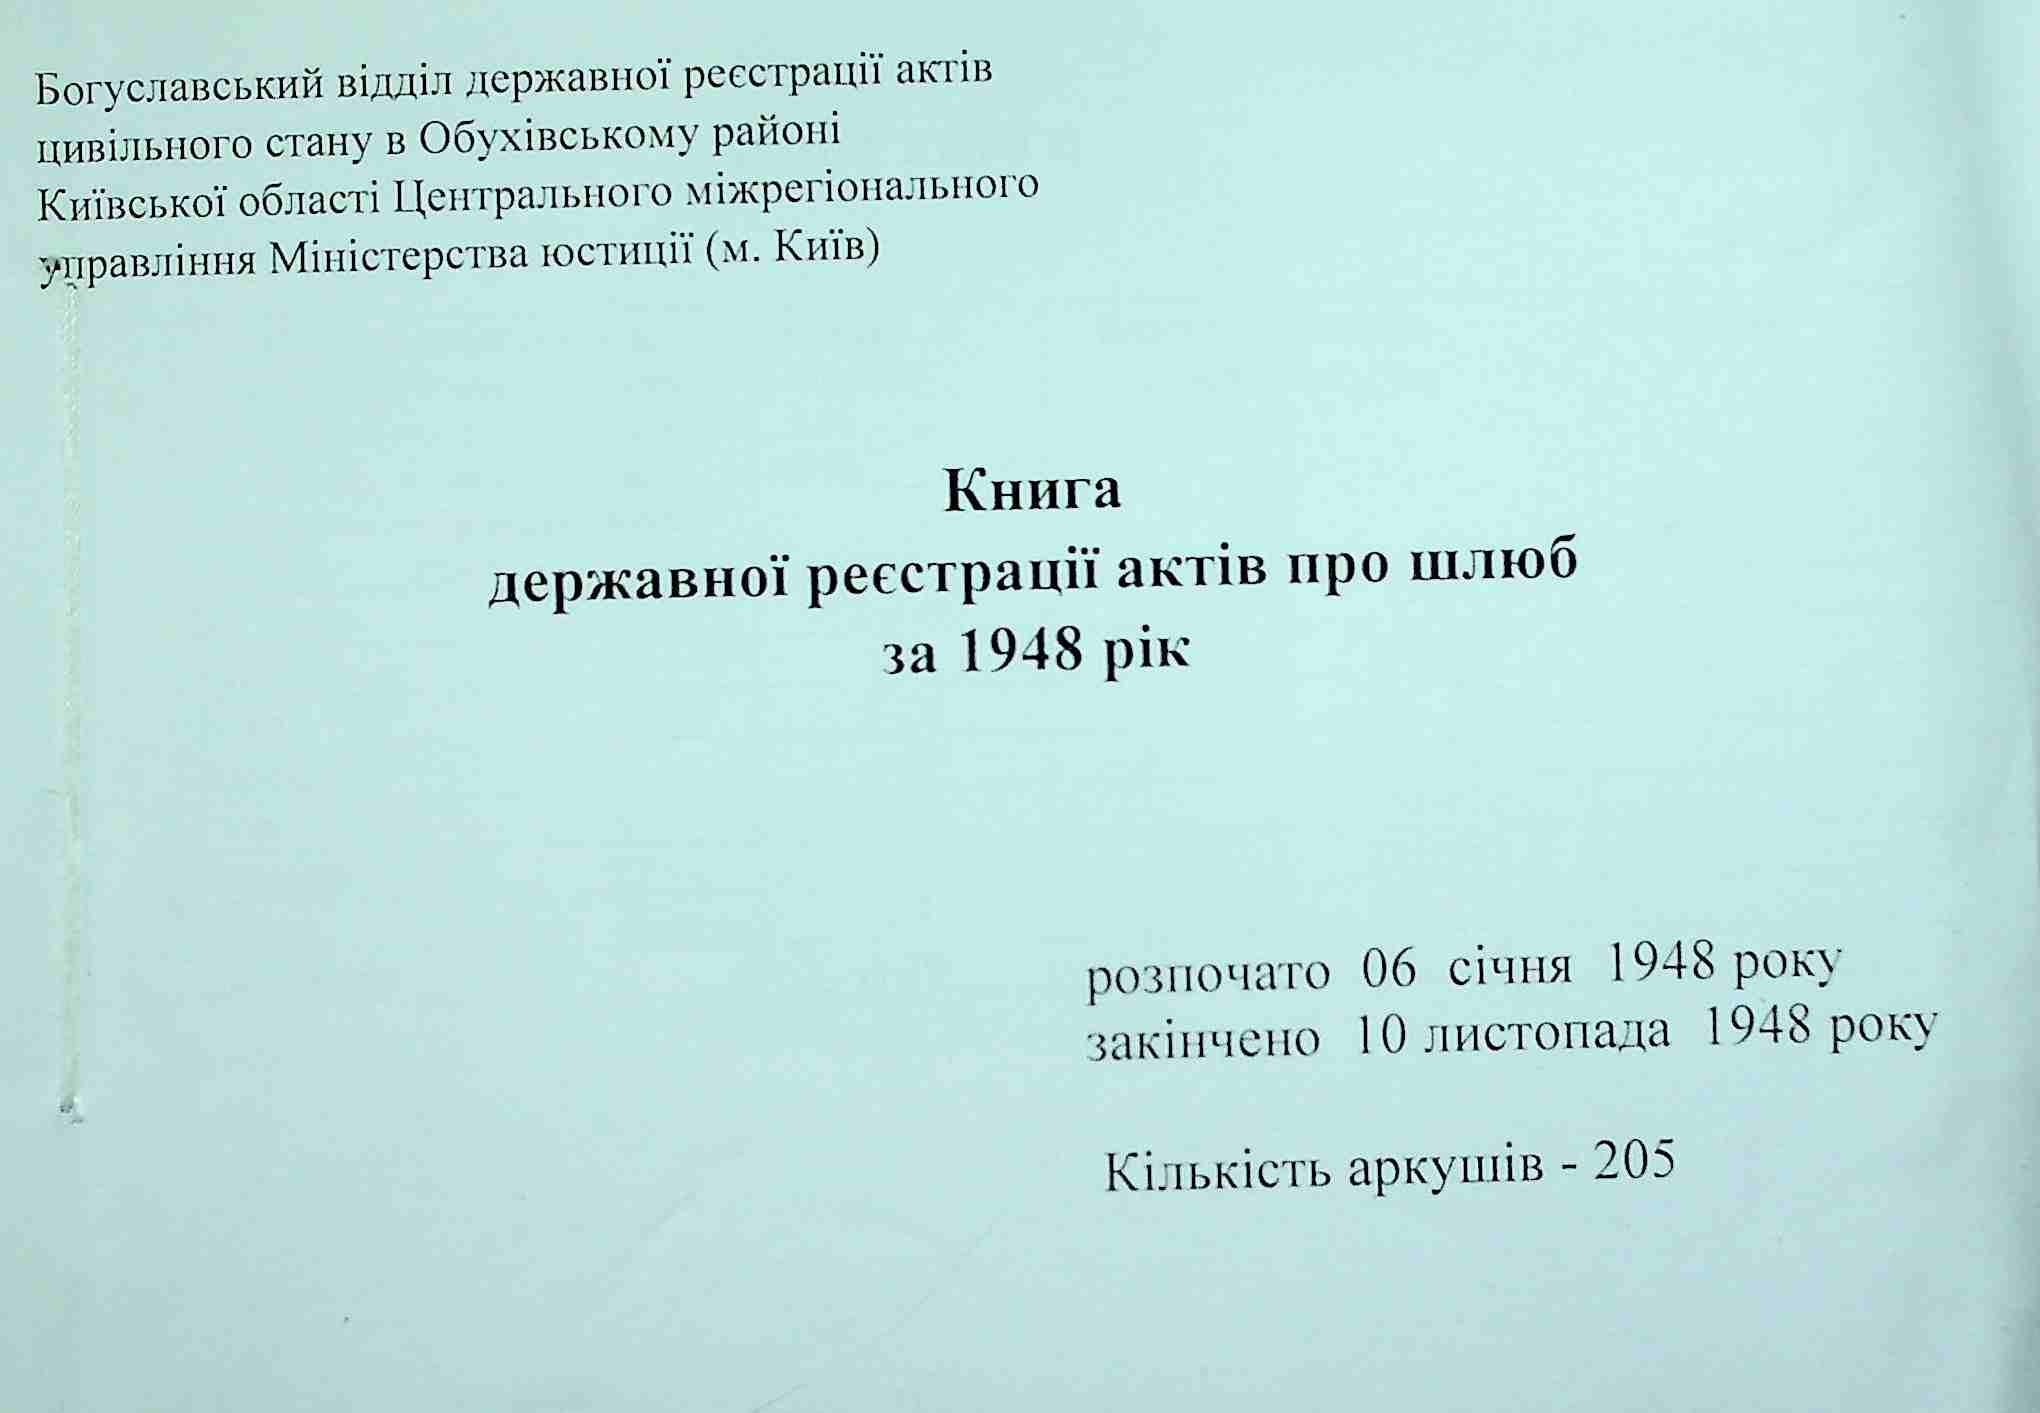 Богуславський відділ державної реєстрації актів
цивільного стану в Обухівському районі
Київської області Центрального міжрегіонального
управління Міністерства юстиції (м. Київ)
Книга
державної реєстрації актів про шлюб
за 1948 рік
розпочато 06 січня 1948 року
закінчено 10 листопада 1948 року
Кількість аркушів - 205